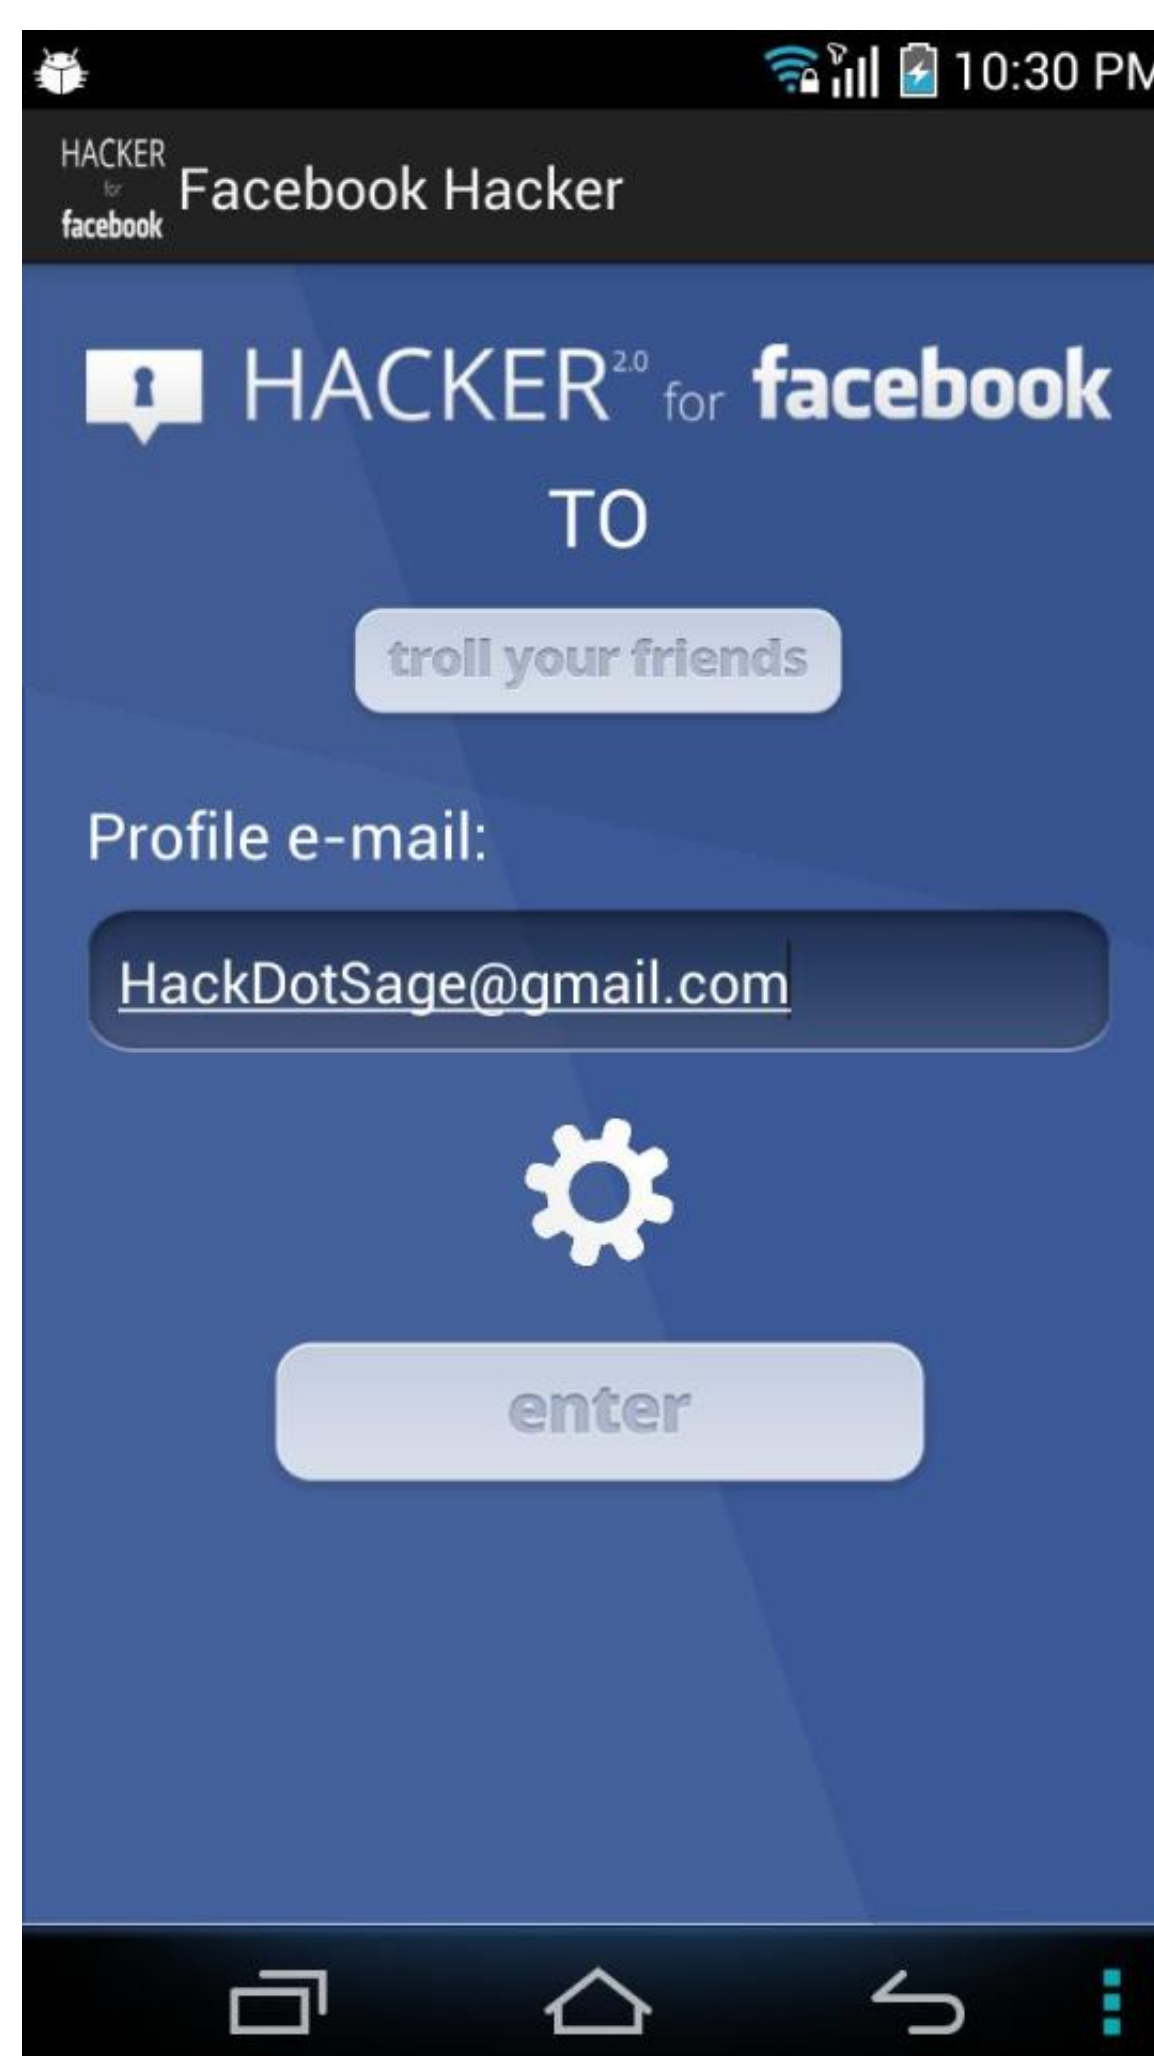 10:30 PM
HACKER
for
facebook
Facebook Hacker
HACKER 2.0 for facebook
TO
troll your friends
Profile e-mail:
HackDotSage@gmail.com
enter